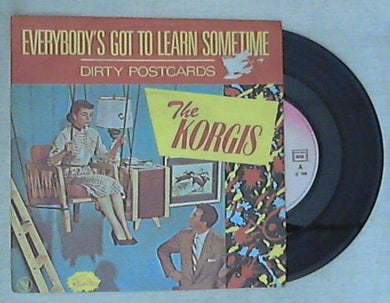 EVERYBODY'S GOT TO LEARN SOMETIME
DIRTY POSTCARDS
The
KORGIS
A